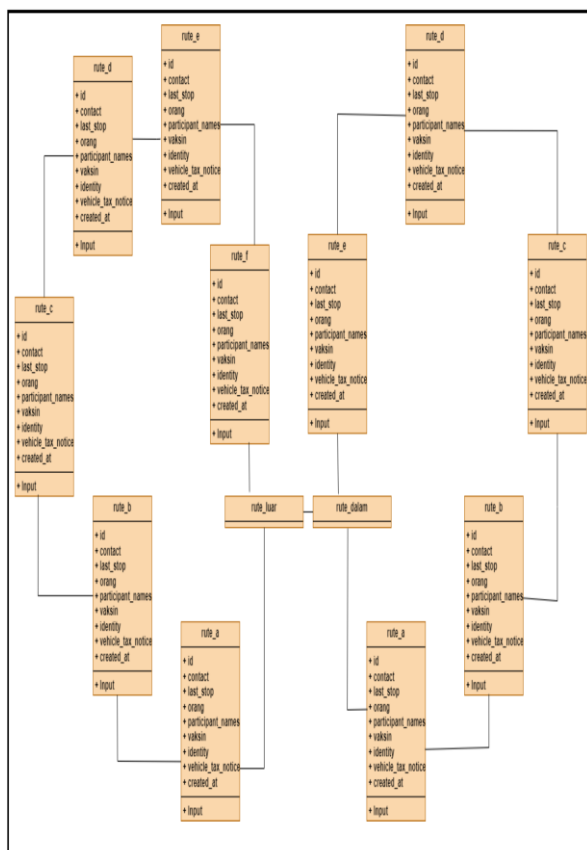 rute_e
+ id
+ contact
+ last_stop
+ orang
+ participant_names
+ vaksin
+ identity
+ vehicle_tax_notice
+ created_at
+ Input
rute_d
+ id
+ contact
+ last_stop
+ orang
+ participant_names
+ vaksin
+ identity
+ vehicle_tax_notice
+ created_at
+ Input
rute_d
+ id
+ contact
+ last_stop
+ orang
+ participant_names
+ vaksin
+ identity
+ vehicle_tax_notice
+ created_at
+ Input
rute_f
+ id
+ contact
+ last_stop
+ orang
+ participant_names
+ vaksin
+ identity
+ vehicle_tax_notice
+ created_at
+ Input
rute_e
+ id
+ contact
+ last_stop
+ orang
+ participant_names
+ vaksin
+ identity
+ vehicle_tax_notice
+ created_at
+ Input
rute_c
+ id
+ contact
+ last_stop
+ orang
+ participant_names
+ vaksin
+ identity
+ vehicle_tax_notice
+ created_at
+ Input
rute_c
+ id
+ contact
+ last_stop
+ orang
+ participant_names
+ vaksin
+ identity
+ vehicle_tax_notice
+ created_at
+ Input
rute_b
+ id
+ contact
+ last_stop
+ orang
+ participant_names
+ vaksin
+ identity
+ vehicle_tax_notice
+ created_at
+ Input
rute_luar
rute_dalam
rute_b
+ id
+ contact
+ last_stop
+ orang
+ participant_names
+ vaksin
+ identity
+ vehicle_tax_notice
+ created_at
+ Input
rute_a
+ id
+ contact
+ last_stop
+ orang
+ participant_names
+ vaksin
+ identity
+ vehicle_tax_notice
+ created_at
+ Input
rute_a
+ id
+ contact
+ last_stop
+ orang
+ participant_names
+ vaksin
+ identity
+ vehicle_tax_notice
+ created_at
+ Input